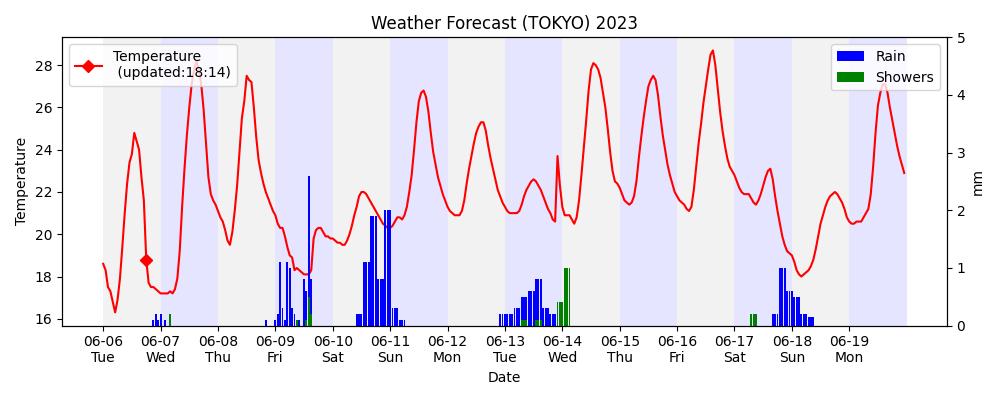 Weather Forecast (TOKYO) 2023
Temperature
(updated:18:14)
Rain
Showers
Temperature
28
26
24
22
20
18
16
5
4
3
2
1
0
mm
06-06 06-07 06-08 06-09 06-10 06-11 06-12 06-13 06-14 06-15 06-16 06-17 06-18 06-19
Tue Wed Thu Fri Sat Sun Mon Tue Wed Thu Fri Sat Sun Mon
Date